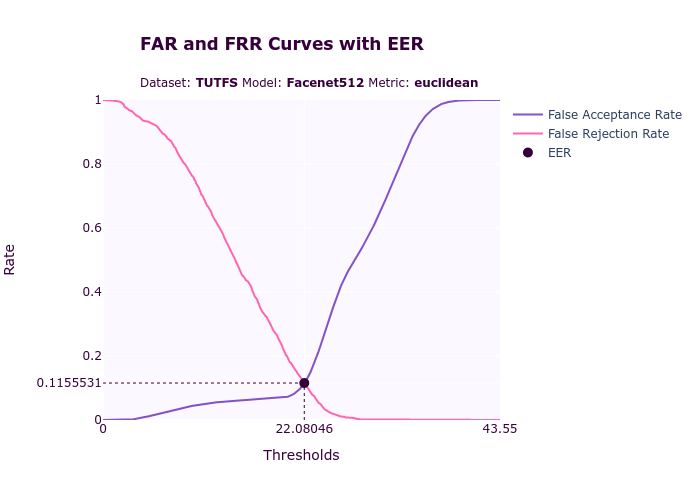 FAR and FRR Curves with EER
Dataset: TUTFS Model: Facenet512 Metric: euclidean
False Acceptance Rate
False Rejection Rate
EER
Rate
1
0.8
0.6
0.4
0.2
0.1155531
0
0
22.08046
43.55
Thresholds